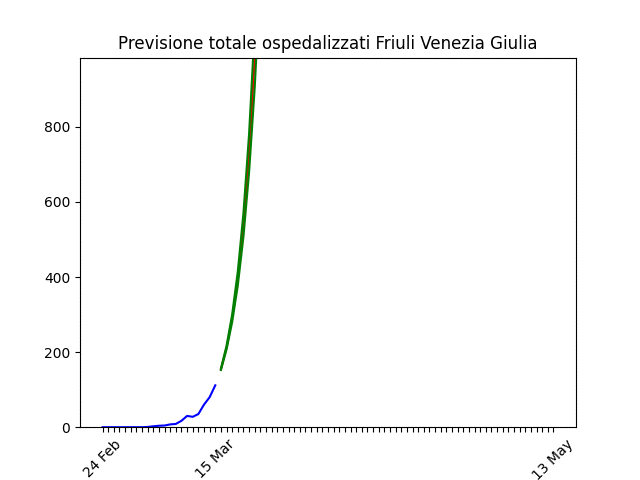 Previsione totale ospedalizzati Friuli Venezia Giulia
800
600
400
200
0
24 Feb
15 Mar
13 May